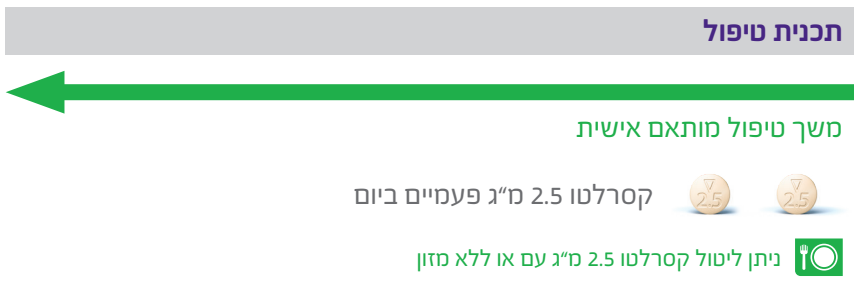 תכנית טיפול
משך טיפול מותאם אישית
2.5 2.5 קסרלטו 2.5 מ״ג פעמיים ביום
ניתן ליטול קסרלטו 2.5 מ״ג עם או ללא מזון